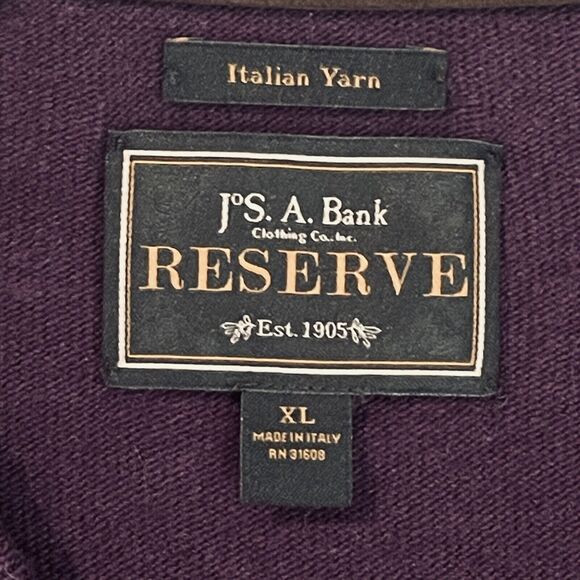 Italian Yarn
JoS. A. Bank
Clothing Co., Inc.
RESERVE
Est. 1905
XL
MADE IN ITALY
RN 31608